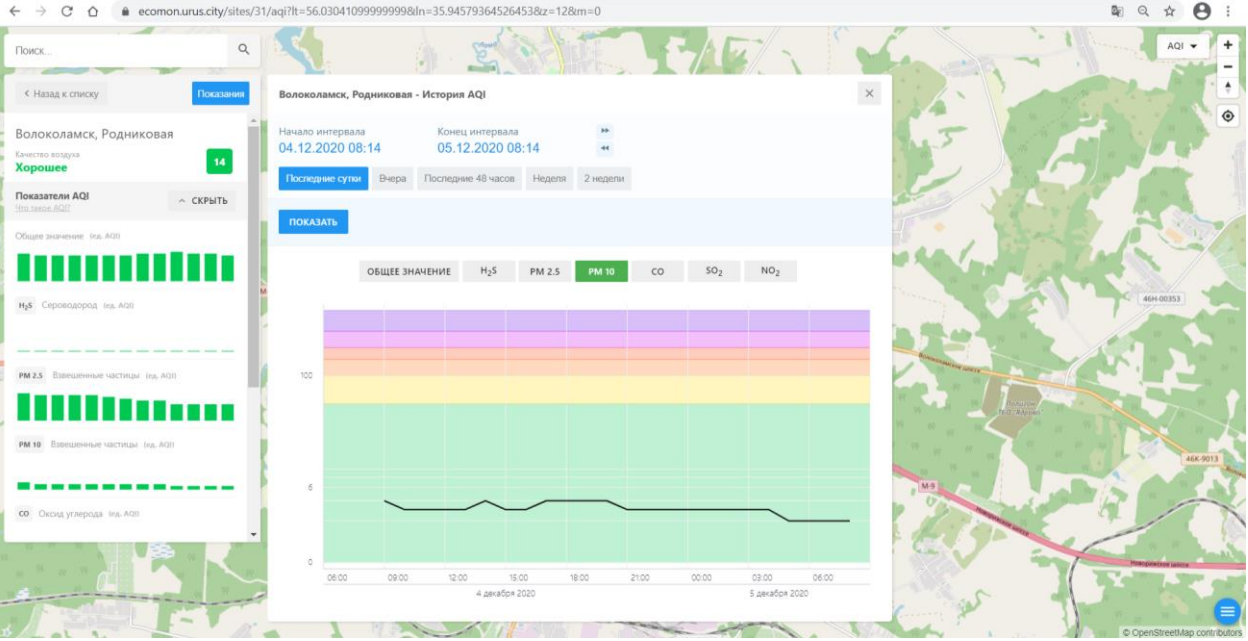 ecomon.urus.city/sites/31/aqi?lt=56.03041099999999&ln=35.94579364526453&z=12&m=0
Поиск...
AQI
Назад к списку
Показания
Волоколамск, Родниковая
Качество воздуха
Хорошее
14
Показатели AQI
Что такое AQI?
СКРЫТЬ
Общее значение (ед. AQI)
H₂S Сероводород (ед. AQI)
PM 2.5 Взвешенные частицы (ед. AQI)
PM 10 Взвешенные частицы (ед. AQI)
CO Оксид углерода (ед. AQI)
Волоколамск, Родниковая - История AQI
Начало интервала
04.12.2020 08:14
Конец интервала
05.12.2020 08:14
Последние сутки
Вчера
Последние 48 часов
Неделя
2 недели
ПОКАЗАТЬ
ОБЩЕЕ ЗНАЧЕНИЕ
H₂S
PM 2.5
PM 10
CO
SO₂
NO₂
100
6
0
06:00 09:00 12:00 15:00 18:00 21:00 00:00 03:00 06:00
4 декабря 2020
5 декабря 2020
46Н-00353
Волоколамское шоссе
46К-9013
М-9
Новорижское шоссе
Новорижское шоссе
© OpenStreetMap contributors